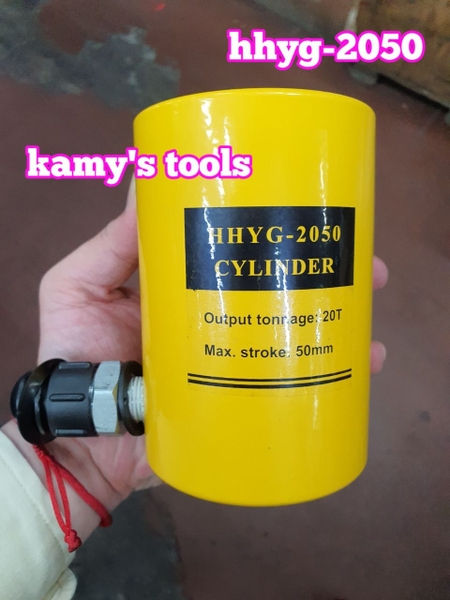 hhyg-2050
kamy's tools
HHYG-2050
CYLINDER
Output tonnage: 20T
Max. stroke: 50mm